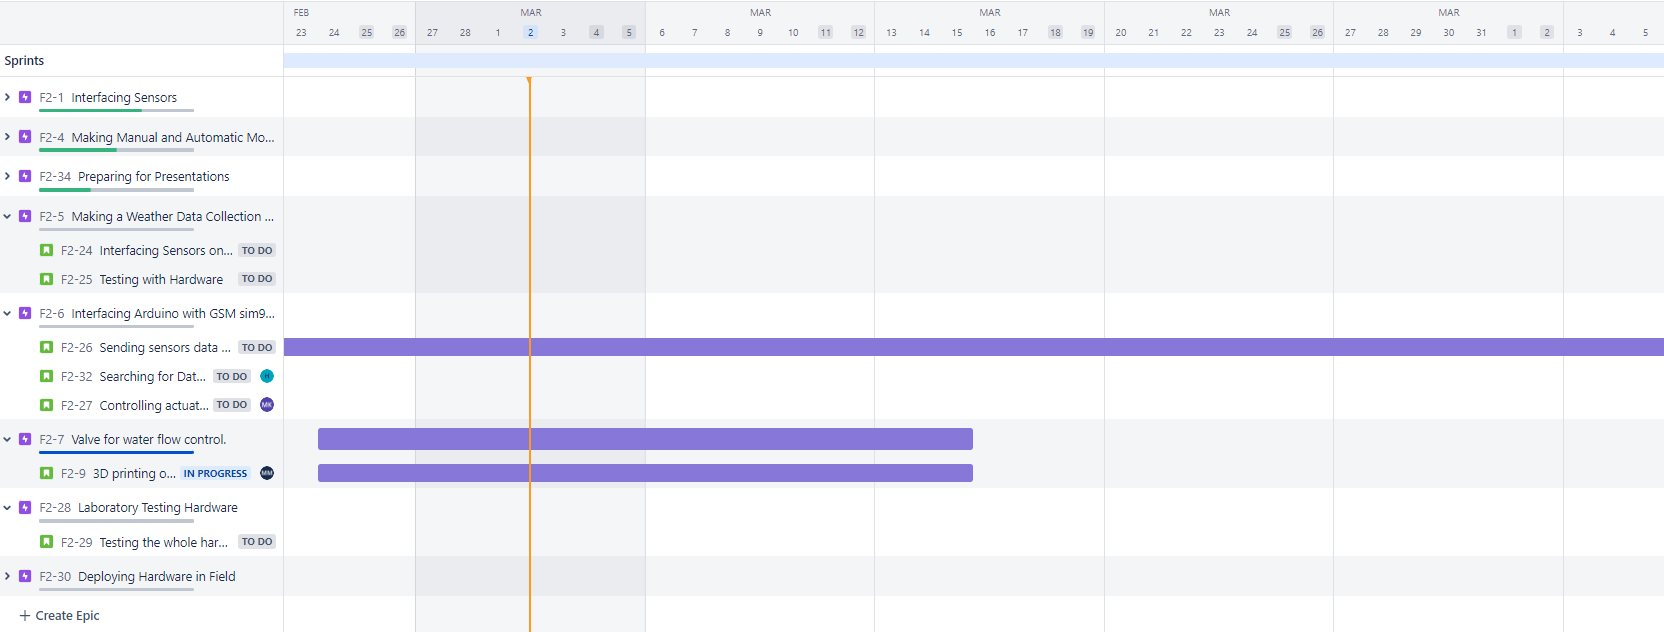 FEB MAR MAR MAR MAR MAR
23 24 25 26 27 28 1 2 3 4 5 6 7 8 9 10 11 12 13 14 15 16 17 18 19 20 21 22 23 24 25 26 27 28 29 30 31 1 2 3 4 5
Sprints
F2-1 Interfacing Sensors
F2-4 Making Manual and Automatic Mo...
F2-34 Preparing for Presentations
F2-5 Making a Weather Data Collection ...
F2-24 Interfacing Sensors on... TO DO
F2-25 Testing with Hardware TO DO
F2-6 Interfacing Arduino with GSM sim9...
F2-26 Sending sensors data ... TO DO
F2-32 Searching for Dat... TO DO
F2-27 Controlling actuat... TO DO MK
F2-7 Valve for water flow control.
F2-9 3D printing o... IN PROGRESS MM
F2-28 Laboratory Testing Hardware
F2-29 Testing the whole har... TO DO
F2-30 Deploying Hardware in Field
+ Create Epic